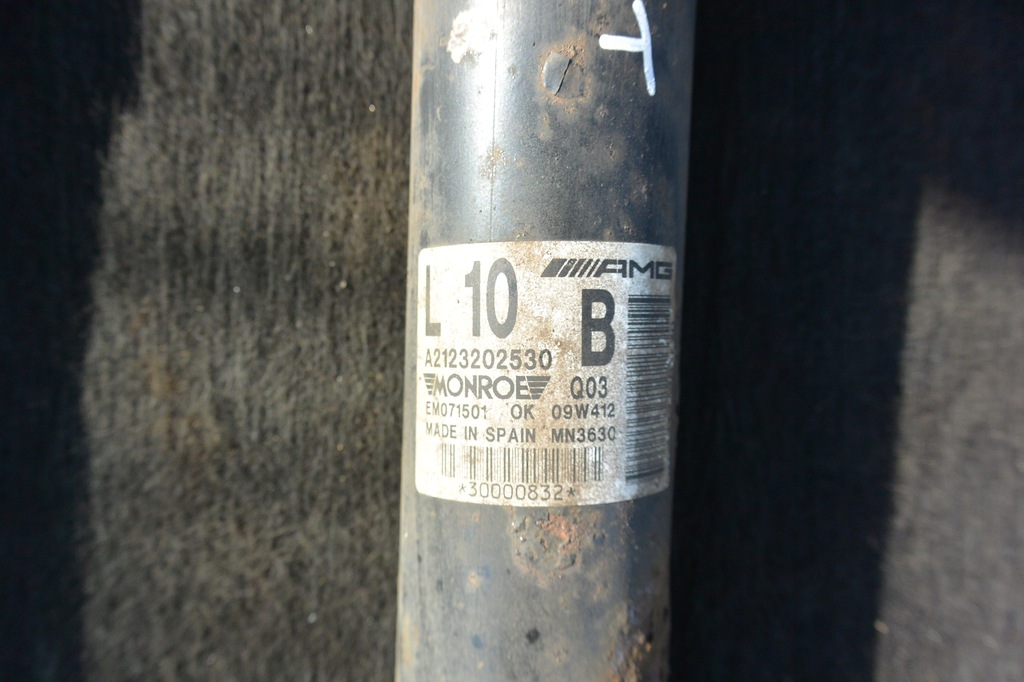 L 10
AMG
B
A2123202530
MONROE Q03
EM071501 OK 09W412
MADE IN SPAIN MN3630
*30000832*